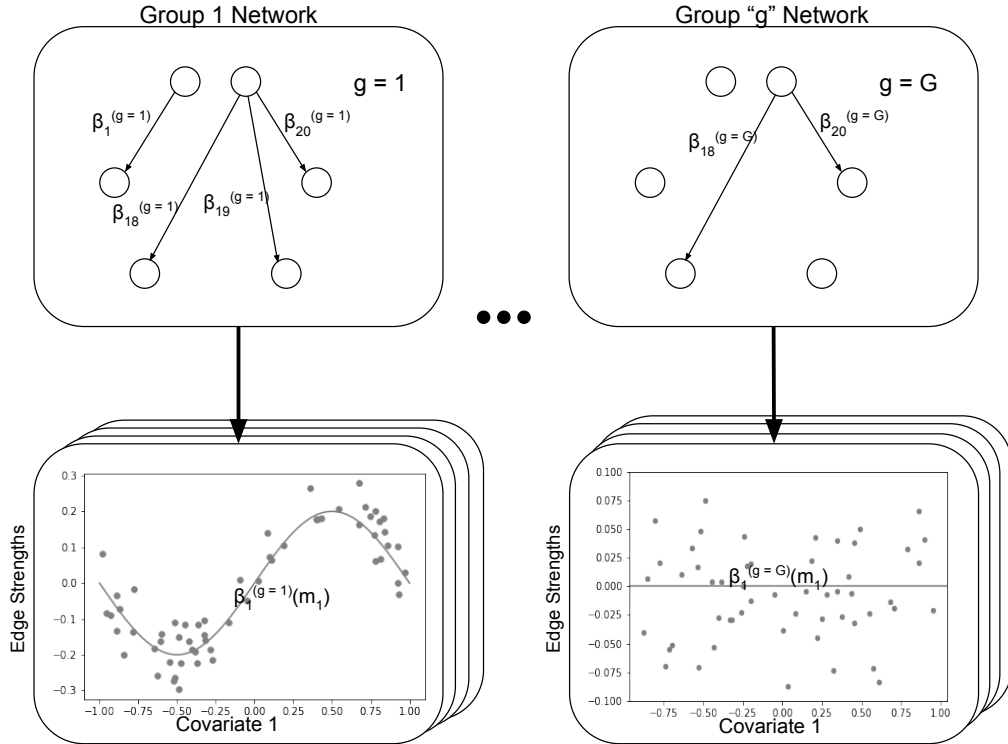 Group 1 Network
g = 1
β₁⁽ᵍ ⁼ ¹⁾
β₂₀⁽ᵍ ⁼ ¹⁾
β₁₈⁽ᵍ ⁼ ¹⁾
β₁₉⁽ᵍ ⁼ ¹⁾
Group “g” Network
g = G
β₁₈^(g = G)
β₂₀^(g = G)
●●●
Edge Strengths
0.3
0.2
0.1
0.0
−0.1
−0.2
−0.3
β₁^(g = 1)(m₁)
−1.00 −0.75 −0.50 −0.25 0.00 0.25 0.50 0.75 1.00
Covariate 1
Edge Strengths
0.100
0.075
0.050
0.025
0.000
−0.025
−0.050
−0.075
−0.100
β₁^(g = G)(m₁)
−0.75 −0.50 −0.25 0.00 0.25 0.50 0.75 1.00
Covariate 1